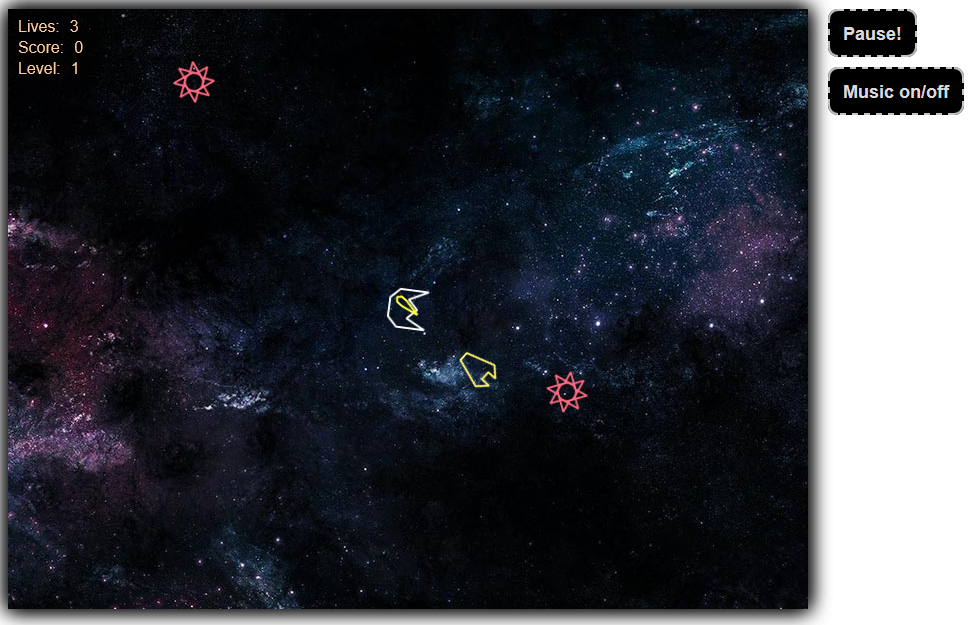 Lives: 3
Score: 0
Level: 1
Pause!
Music on/off